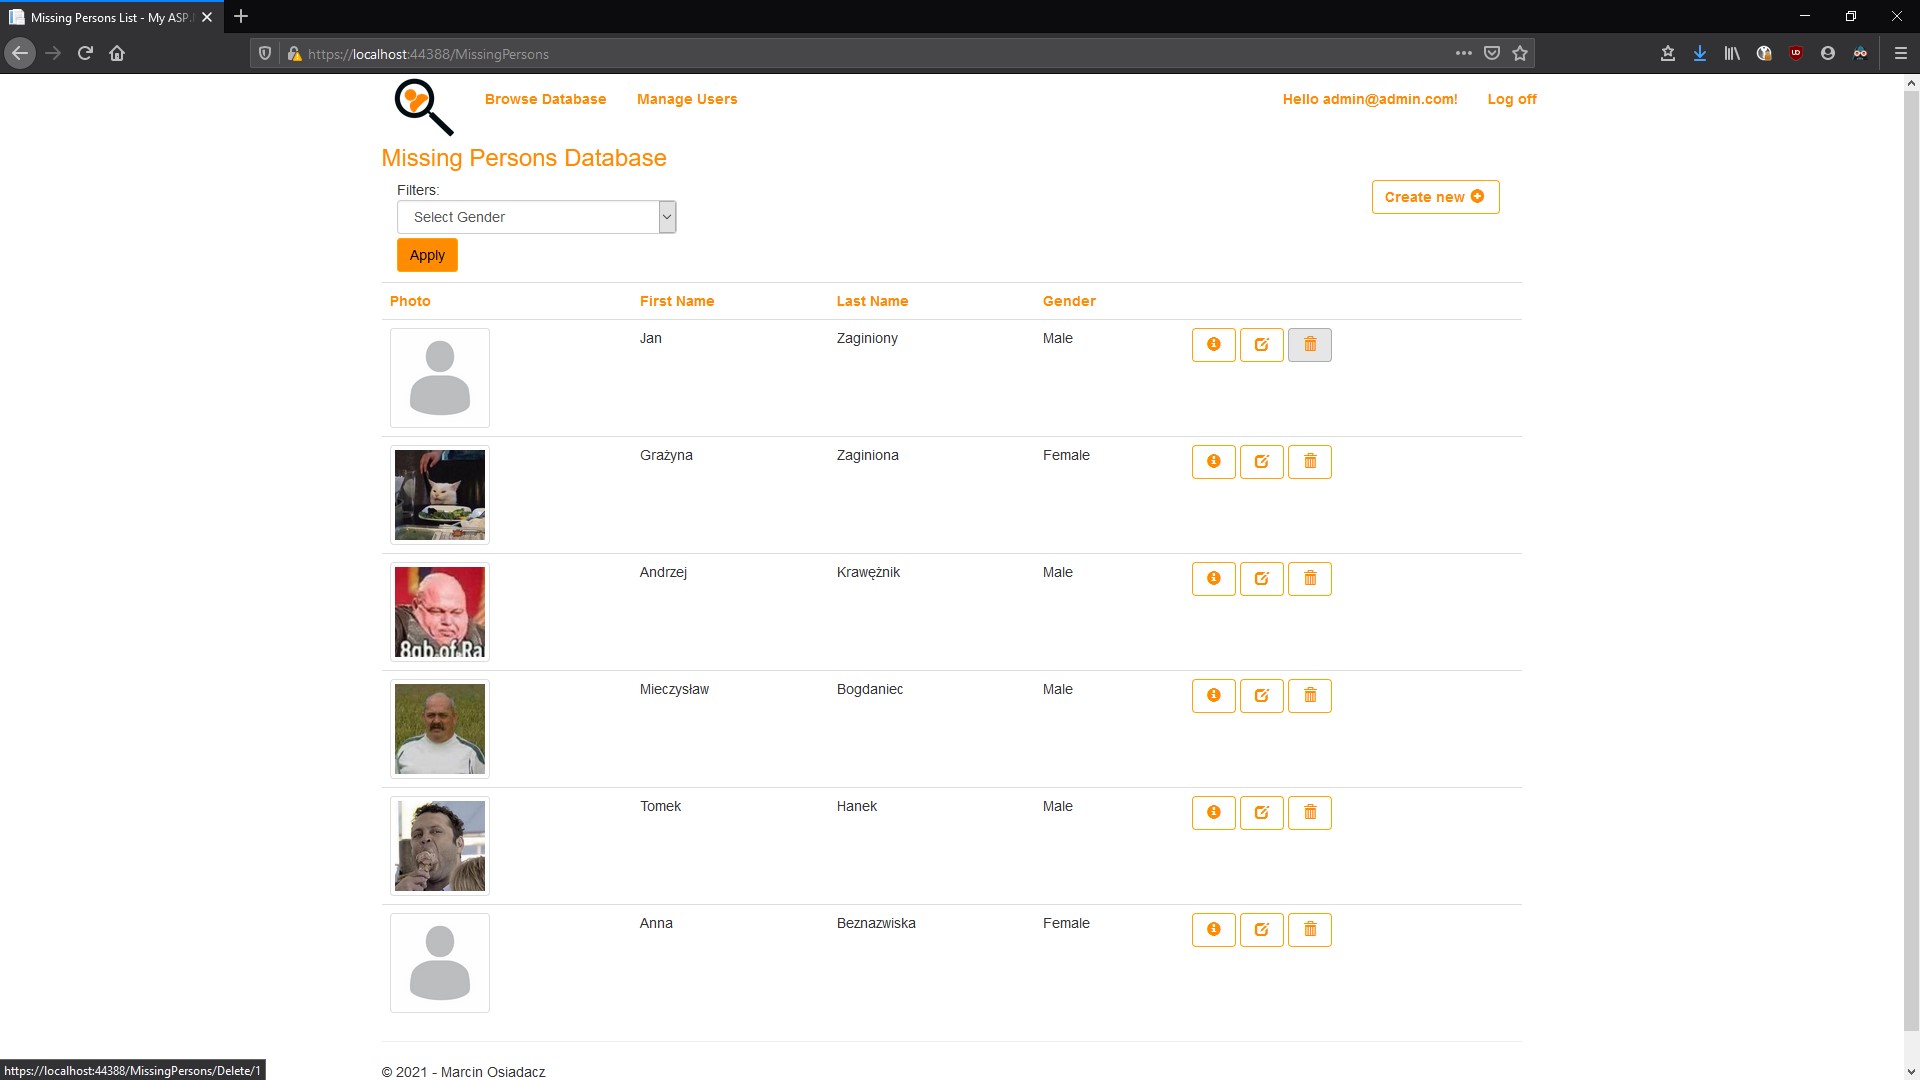 Missing Persons List - My ASP.
https://localhost:44388/MissingPersons
Browse Database
Manage Users
Hello admin@admin.com!
Log off
Missing Persons Database
Filters:
Create new
Select Gender
Apply
Photo First Name Last Name Gender
Jan Zaginiony Male
Grażyna Zaginiona Female
Andrzej Krawężnik Male
8gb of Ra
Mieczysław Bogdaniec Male
Tomek Hanek Male
Anna Beznazwiska Female
https://localhost:44388/MissingPersons/Delete/1
© 2021 - Marcin Osiadacz